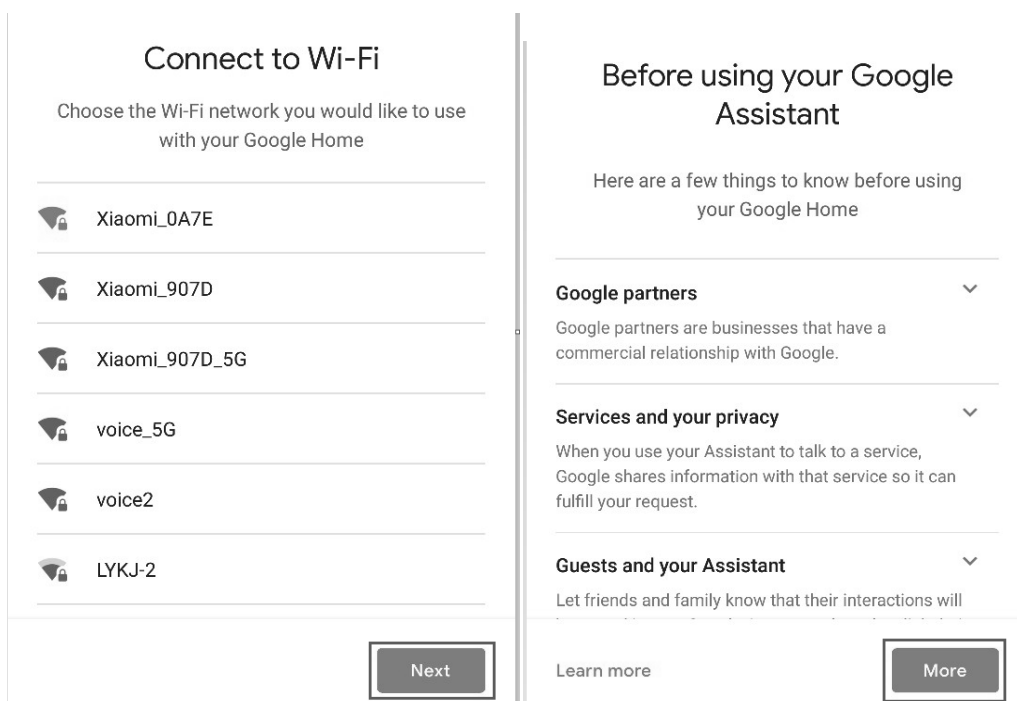 Connect to Wi-Fi
Choose the Wi-Fi network you would like to use
with your Google Home
Xiaomi_0A7E
Xiaomi_907D
Xiaomi_907D_5G
voice_5G
voice2
LYKJ-2
Next
Before using your Google
Assistant
Here are a few things to know before using
your Google Home
Google partners
Google partners are businesses that have a
commercial relationship with Google.
Services and your privacy
When you use your Assistant to talk to a service,
Google shares information with that service so it can
fulfill your request.
Guests and your Assistant
Let friends and family know that their interactions will
Learn more
More